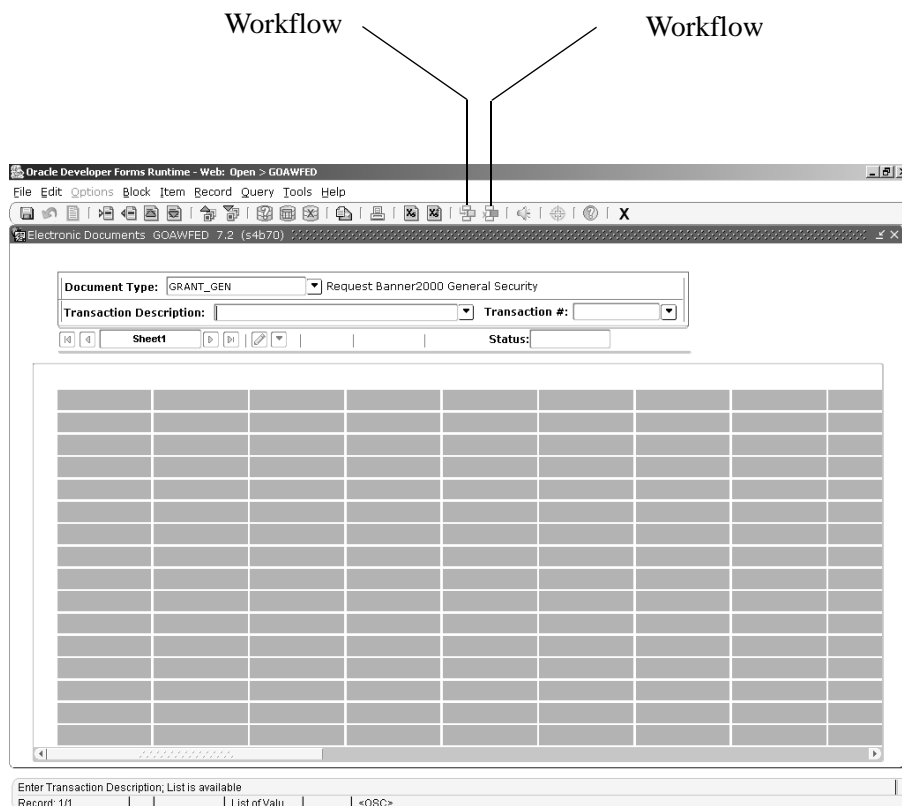 Workflow Workflow
Oracle Developer Forms Runtime - Web: Open > GOAWFED
File Edit Options Block Item Record Query Tools Help
X
Electronic Documents GOAWFED 7.2 (s4b70)
Document Type: GRANT_GEN Request Banner2000 General Security
Transaction Description: Transaction #:
Sheet1 Status:
Enter Transaction Description; List is available
Record: 1/1 List of Valu <OSC>